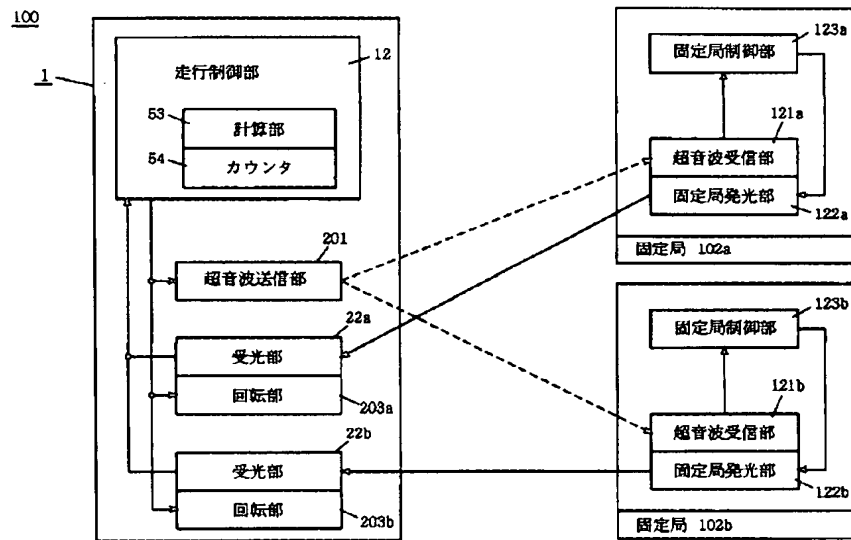 100
1
走行制御部
12
53
計算部
54
カウンタ
201
超音波送信部
22a
受光部
回転部
203a
22b
受光部
回転部
203b
123a
固定局制御部
121a
超音波受信部
固定局発光部
122a
固定局 102a
123b
固定局制御部
121b
超音波受信部
固定局発光部
122b
固定局 102b